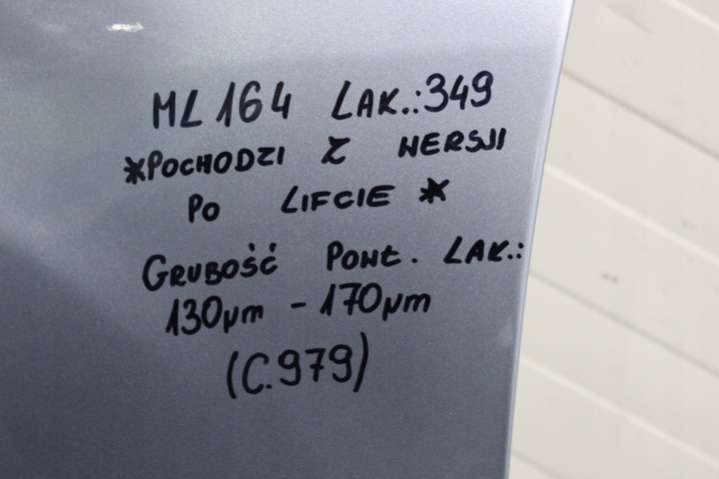 ML 164 LAK.:349
*POCHODZI Z WERSJI
PO LIFCIE *
GRUBOŚĆ POWŁ. LAK.:
130µm - 170µm
(C.979)